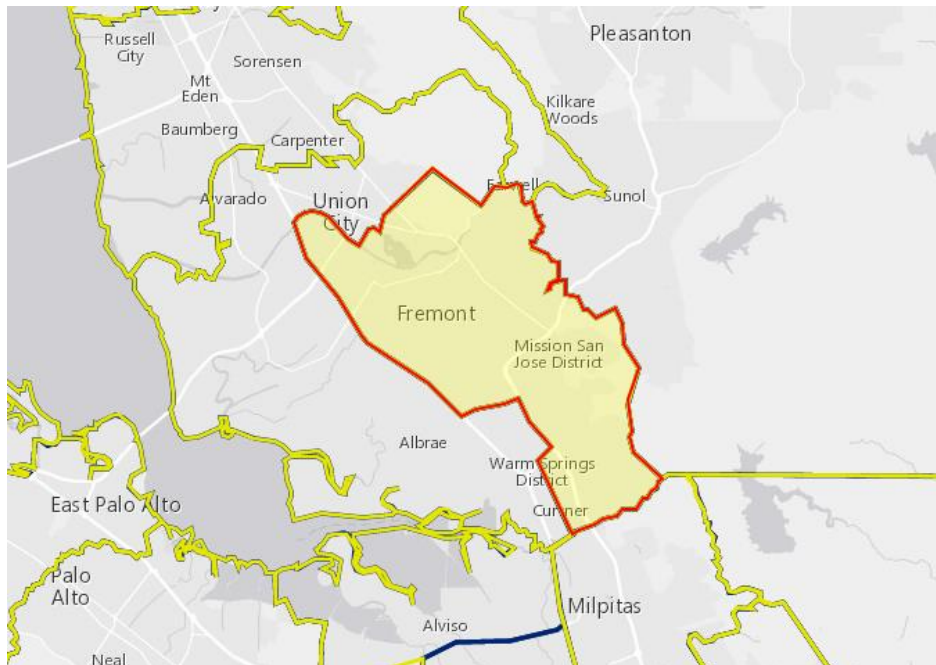 Pleasanton
Russell
City
Sorensen
Mt
Eden
Kilkare
Woods
Baumberg
Carpenter
Alvarado
Union
City
Sunol
Fremont
Mission San
Jose District
Albrae
Warm Springs
District
East Palo Alto
Palo
Alto
Milpitas
Alviso
Neal